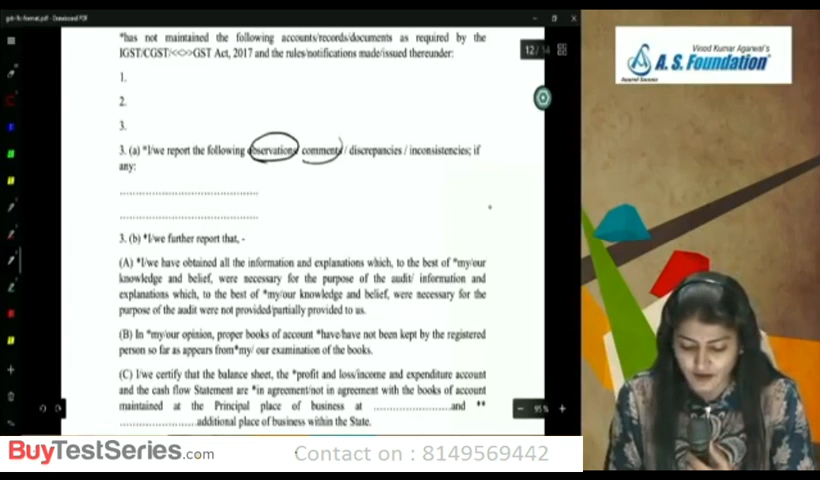 gstr-9c-format.pdf - Drawboard PDF
*has not maintained the following accounts/records/documents as required by the
IGST/CGST/<<>>GST Act, 2017 and the rules/notifications made/issued thereunder:
1.
2.
3.
3. (a) *I/we report the following observations/ comments / discrepancies / inconsistencies; if
any:
........................................................
........................................................
3. (b) *I/we further report that, -
(A) *I/we have obtained all the information and explanations which, to the best of *my/our
knowledge and belief, were necessary for the purpose of the audit/ information and
explanations which, to the best of *my/our knowledge and belief, were necessary for the
purpose of the audit were not provided/partially provided to us.
(B) In *my/our opinion, proper books of account *have/have not been kept by the registered
person so far as appears from*my/ our examination of the books.
(C) I/we certify that the balance sheet, the *profit and loss/income and expenditure account
and the cash flow Statement are *in agreement/not in agreement with the books of account
maintained at the Principal place of business at ................................and **
................................additional place of business within the State.
12/14
95%
Vinod Kumar Agarwal's
A. S. Foundation
Assured Success
BuyTestSeries.com
Contact on : 8149569442